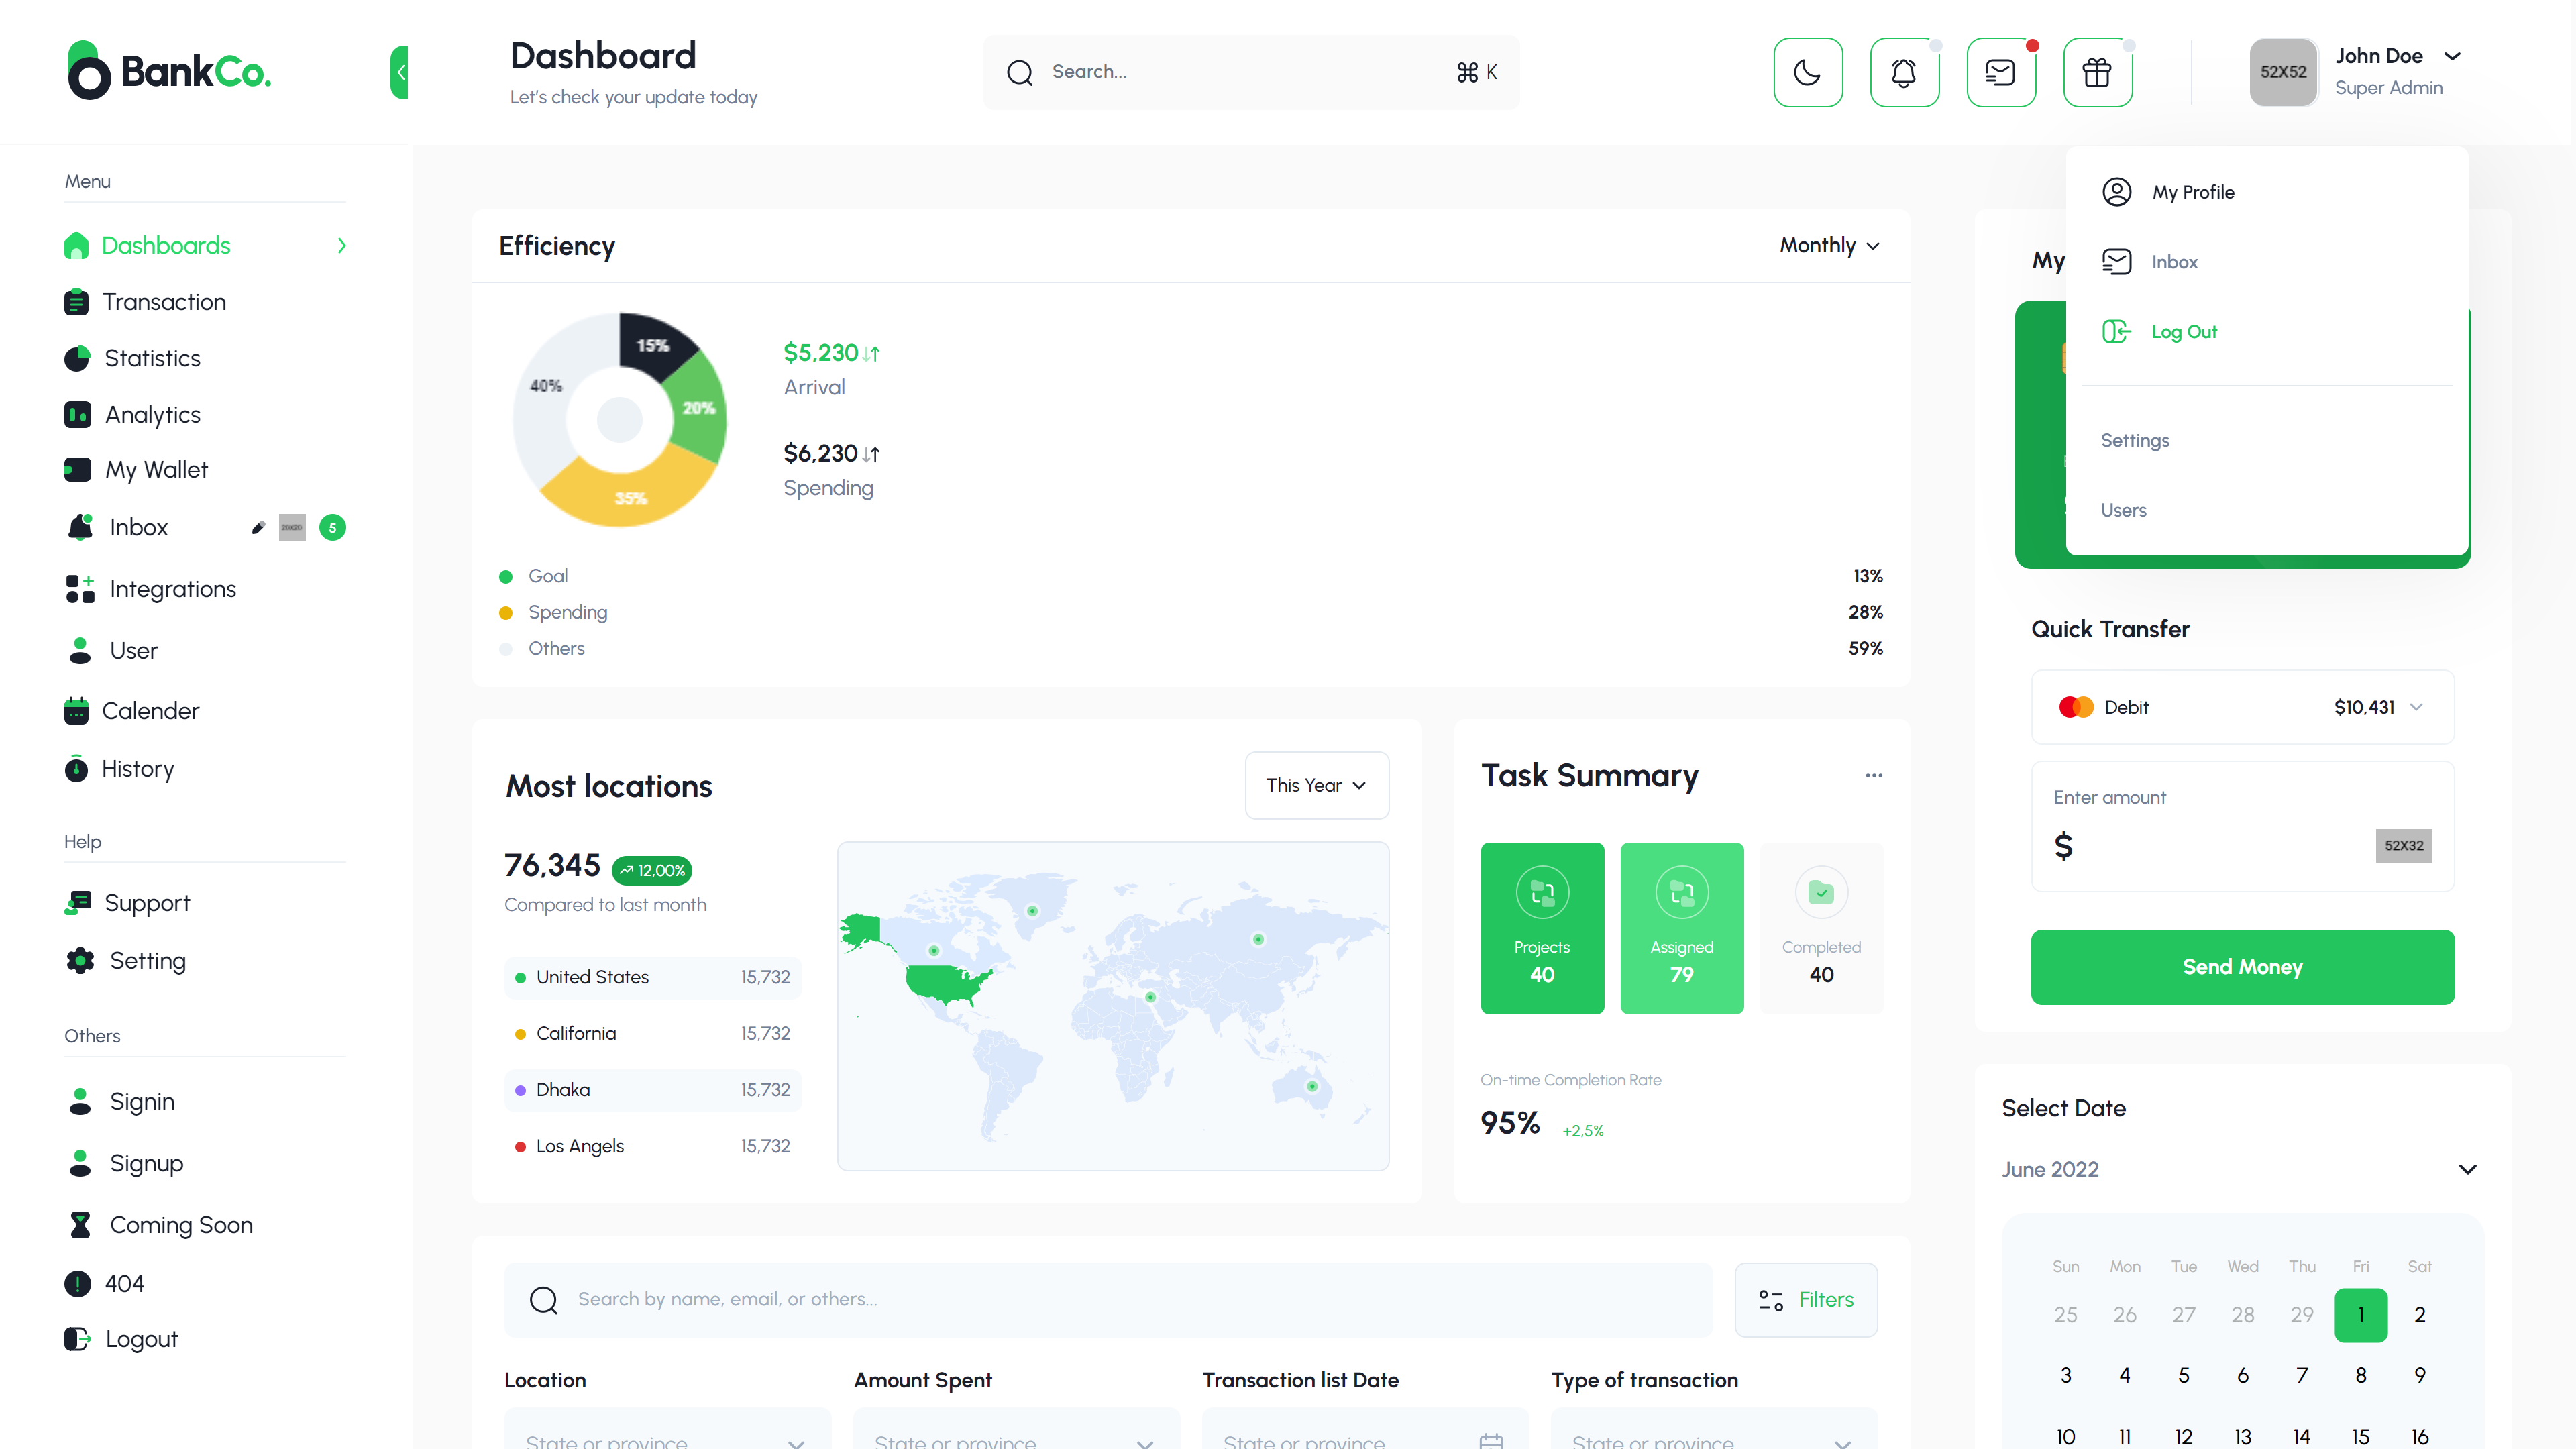 BankCo.
Dashboard
Let's check your update today
Search...
⌘ K
52X52
John Doe
Super Admin
Menu
Dashboards
Transaction
Statistics
Analytics
My Wallet
Inbox
20X20
5
Integrations
User
Calender
History
Help
Support
Setting
Others
Signin
Signup
Coming Soon
404
Logout
Efficiency
Monthly
15%
20%
35%
40%
$5,230
Arrival
$6,230
Spending
Goal 13%
Spending 28%
Others 59%
Most locations
This Year
76,345
12,00%
Compared to last month
United States 15,732
California 15,732
Dhaka 15,732
Los Angels 15,732
Task Summary
...
Projects
40
Assigned
79
Completed
40
On-time Completion Rate
95% +2,5%
Search by name, email, or others...
Filters
Location
State or province
Amount Spent
State or province
Transaction list Date
State or province
Type of transaction
State or province
My
My Profile
Inbox
Log Out
Settings
Users
Quick Transfer
Debit $10,431
Enter amount
$
52X32
Send Money
Select Date
June 2022
Sun Mon Tue Wed Thu Fri Sat
25 26 27 28 29 1 2
3 4 5 6 7 8 9
10 11 12 13 14 15 16